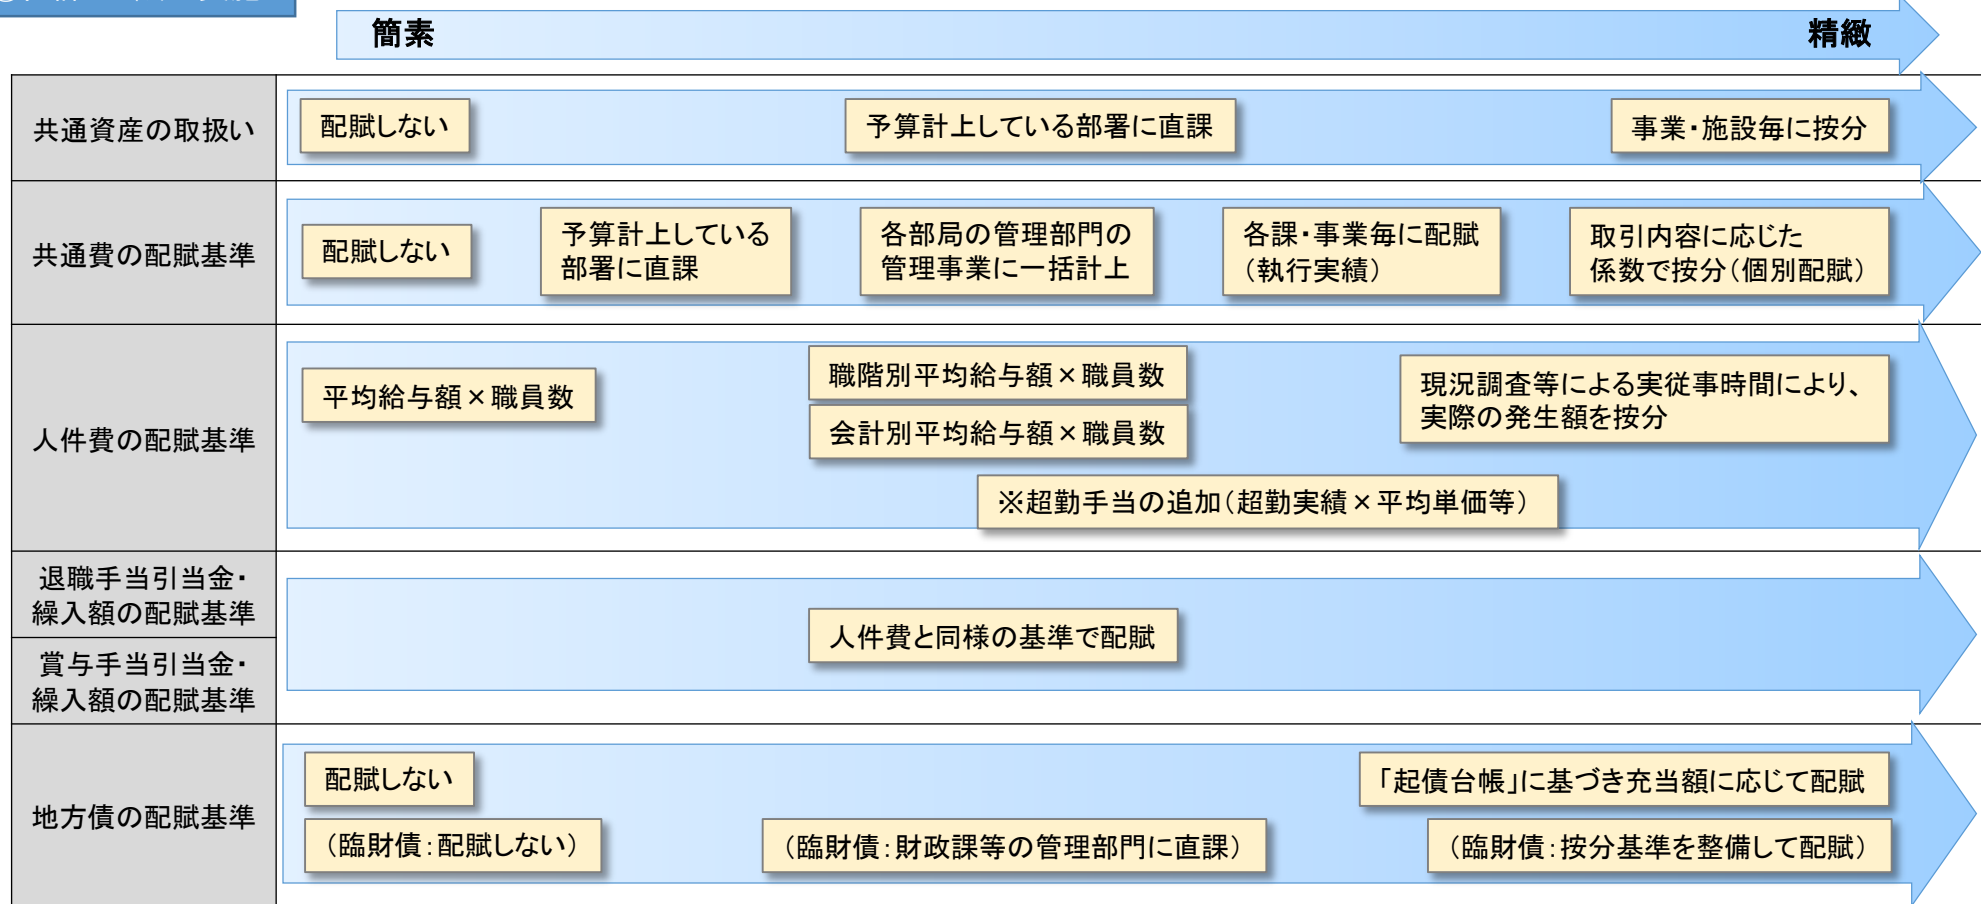 簡素
精緻
共通資産の取扱い
配賦しない
予算計上している部署に直課
事業・施設毎に按分
共通費の配賦基準
配賦しない
予算計上している
部署に直課
各部局の管理部門の
管理事業に一括計上
各課・事業毎に配賦
(執行実績)
取引内容に応じた
係数で按分(個別配賦)
人件費の配賦基準
平均給与額×職員数
職階別平均給与額×職員数
会計別平均給与額×職員数
現況調査等による実従事時間により、
実際の発生額を按分
※超勤手当の追加(超勤実績×平均単価等)
退職手当引当金・
繰入額の配賦基準
賞与手当引当金・
繰入額の配賦基準
人件費と同様の基準で配賦
地方債の配賦基準
配賦しない
「起債台帳」に基づき充当額に応じて配賦
(臨財債:配賦しない)
(臨財債:財政課等の管理部門に直課)
(臨財債:按分基準を整備して配賦)